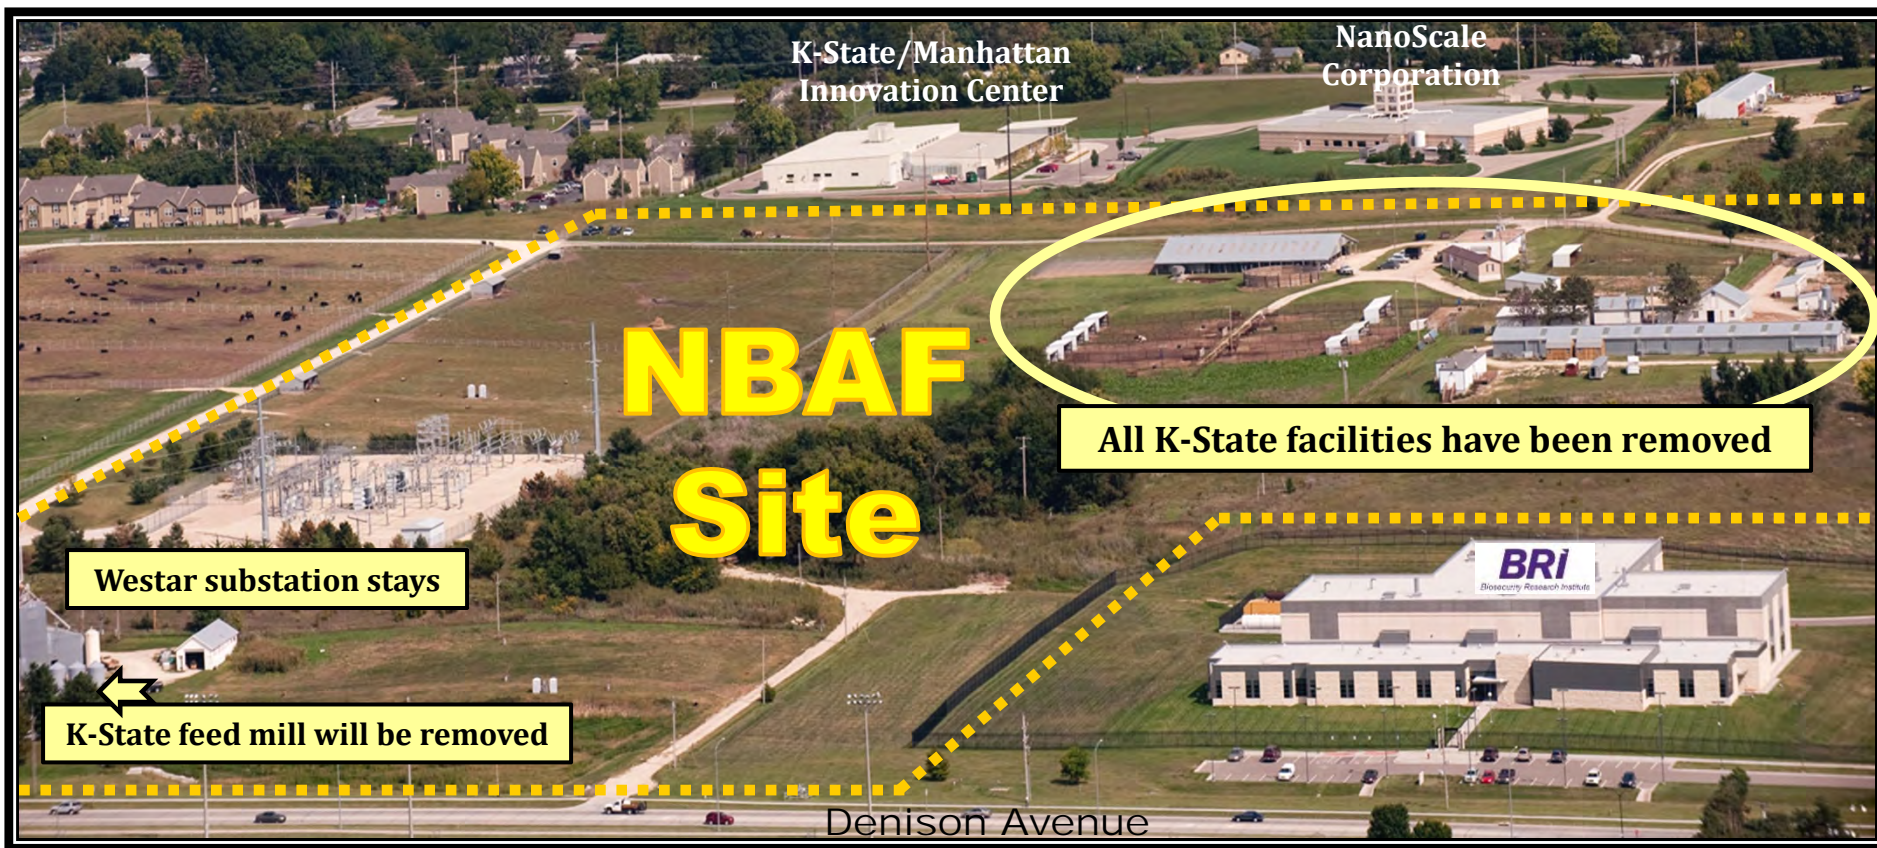 K-State/Manhattan
Innovation Center
NanoScale
Corporation
NBAF
Site
All K-State facilities have been removed
Westar substation stays
BRi
Biosecurity Research Institute
K-State feed mill will be removed
Denison Avenue